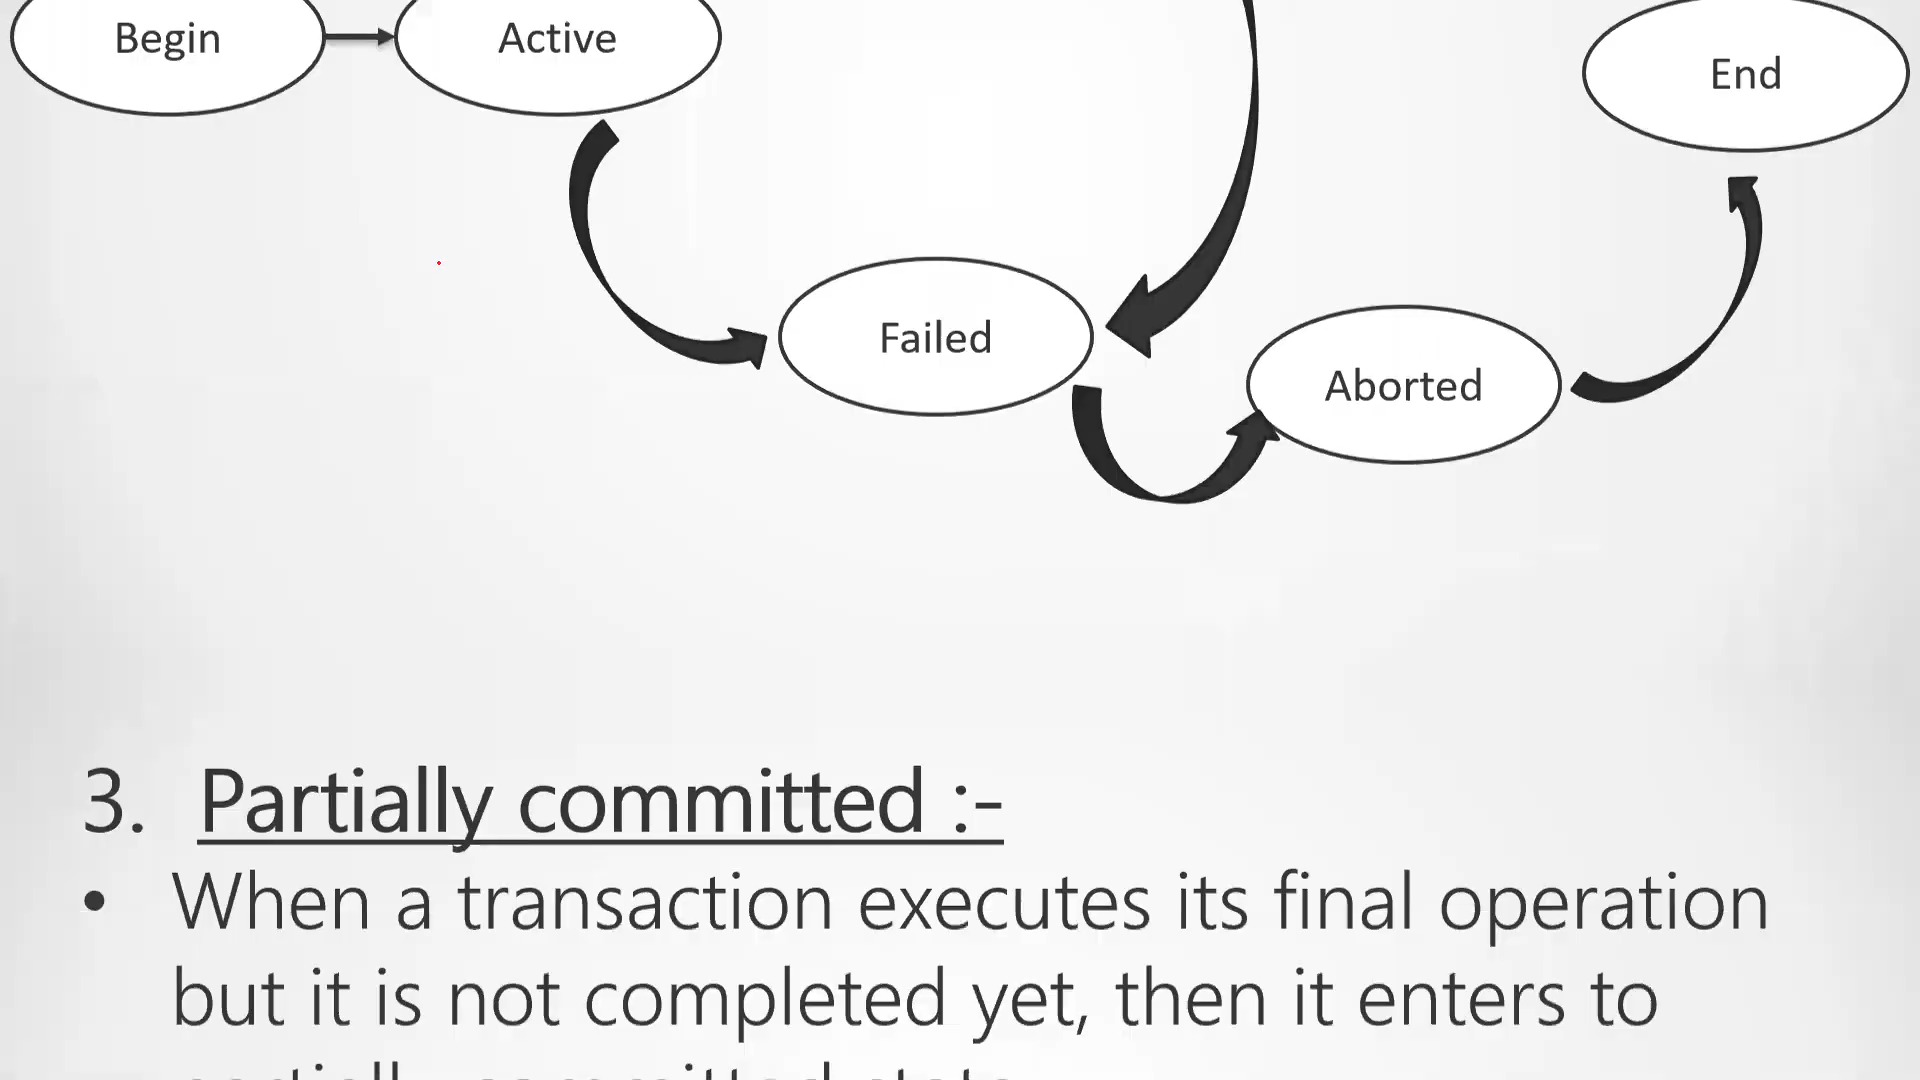 Begin
Active
End
Failed
Aborted
3. Partially committed :-
• When a transaction executes its final operation
but it is not completed yet, then it enters to